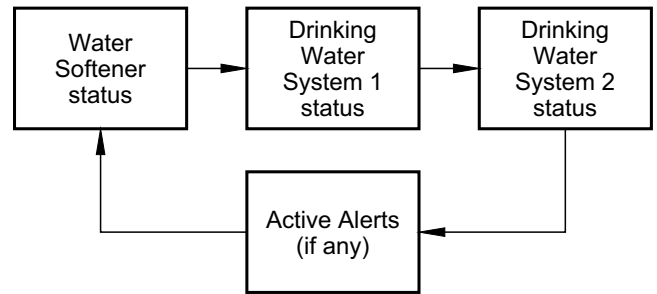 Water
Softener
status
Drinking
Water
System 1
status
Drinking
Water
System 2
status
Active Alerts
(if any)